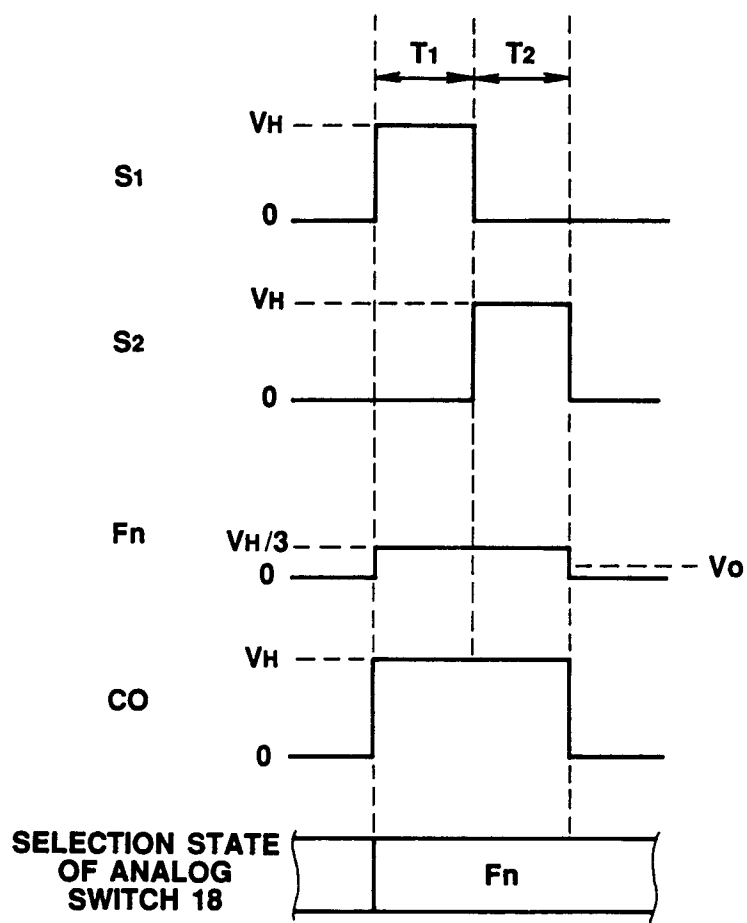 T1 T2
VH
S1
0
VH
S2
0
Fn VH/3
0 Vo
VH
CO
0
SELECTION STATE
OF ANALOG
SWITCH 18
Fn